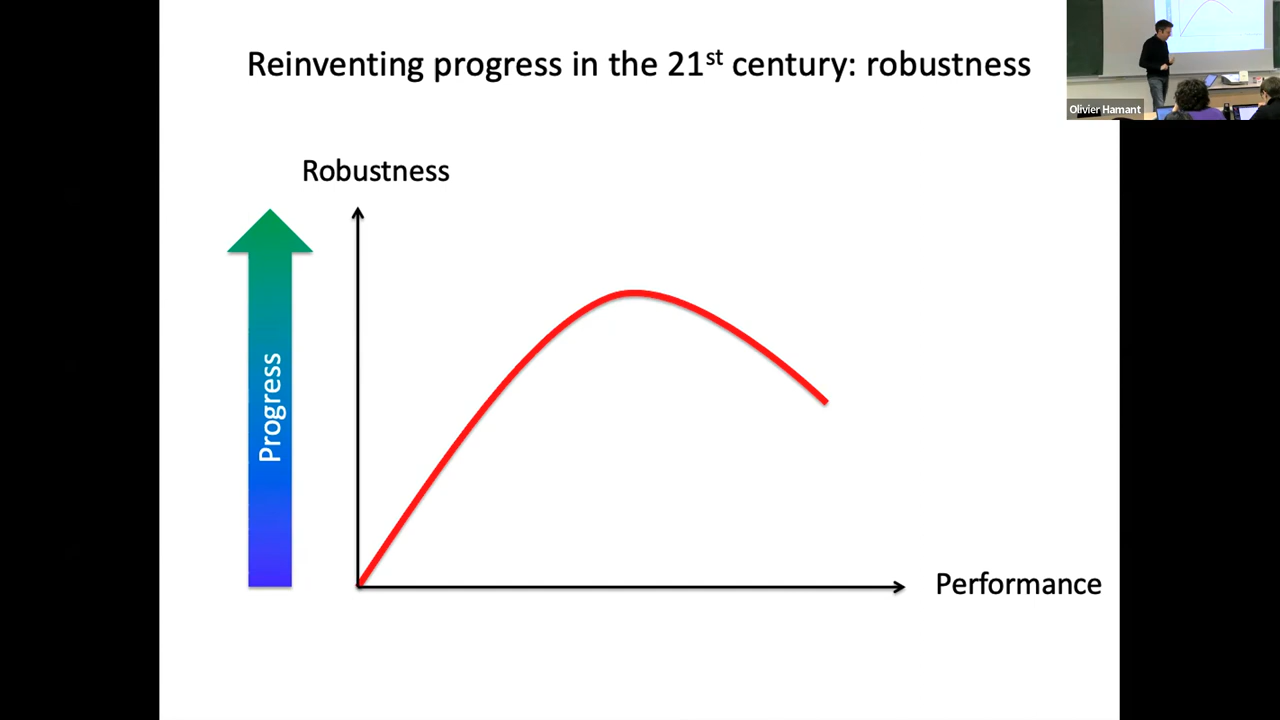 Reinventing progress in the 21st century: robustness
Olivier Hamant
Robustness
Progress
Performance